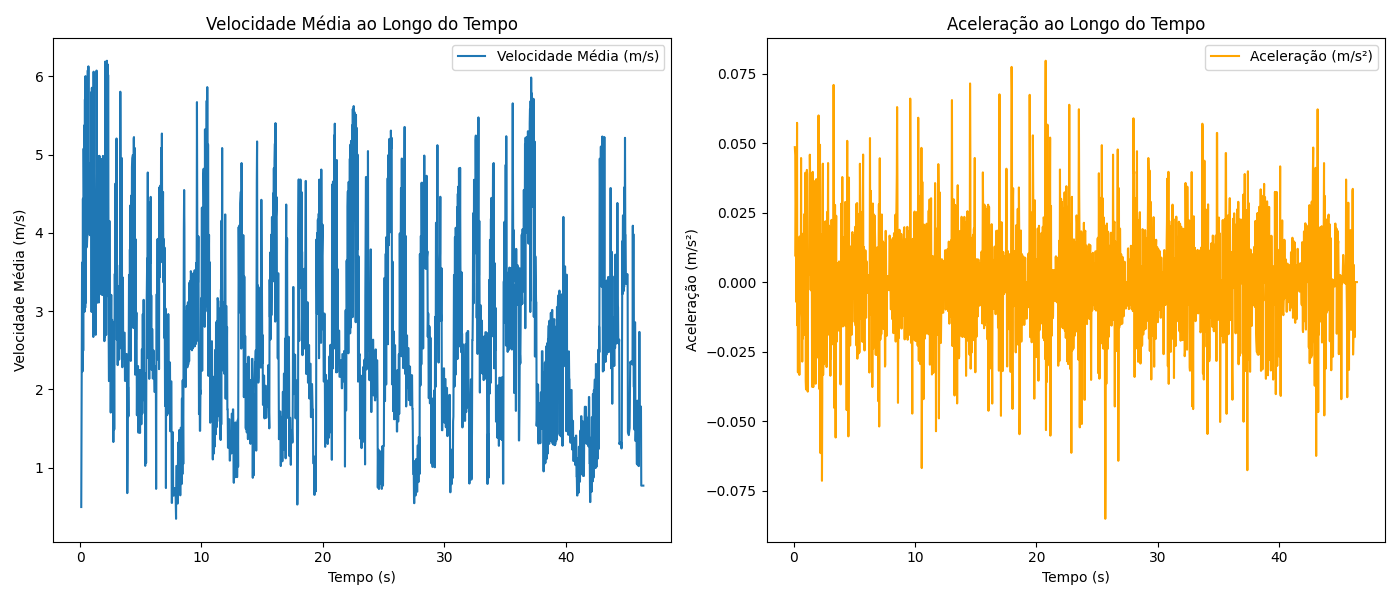 Velocidade Média ao Longo do Tempo
Velocidade Média (m/s)
Velocidade Média (m/s)
6
5
4
3
2
1
0
10
20
30
40
Tempo (s)
Aceleração ao Longo do Tempo
Aceleração (m/s²)
Aceleração (m/s²)
0.075
0.050
0.025
0.000
−0.025
−0.050
−0.075
0
10
20
30
40
Tempo (s)